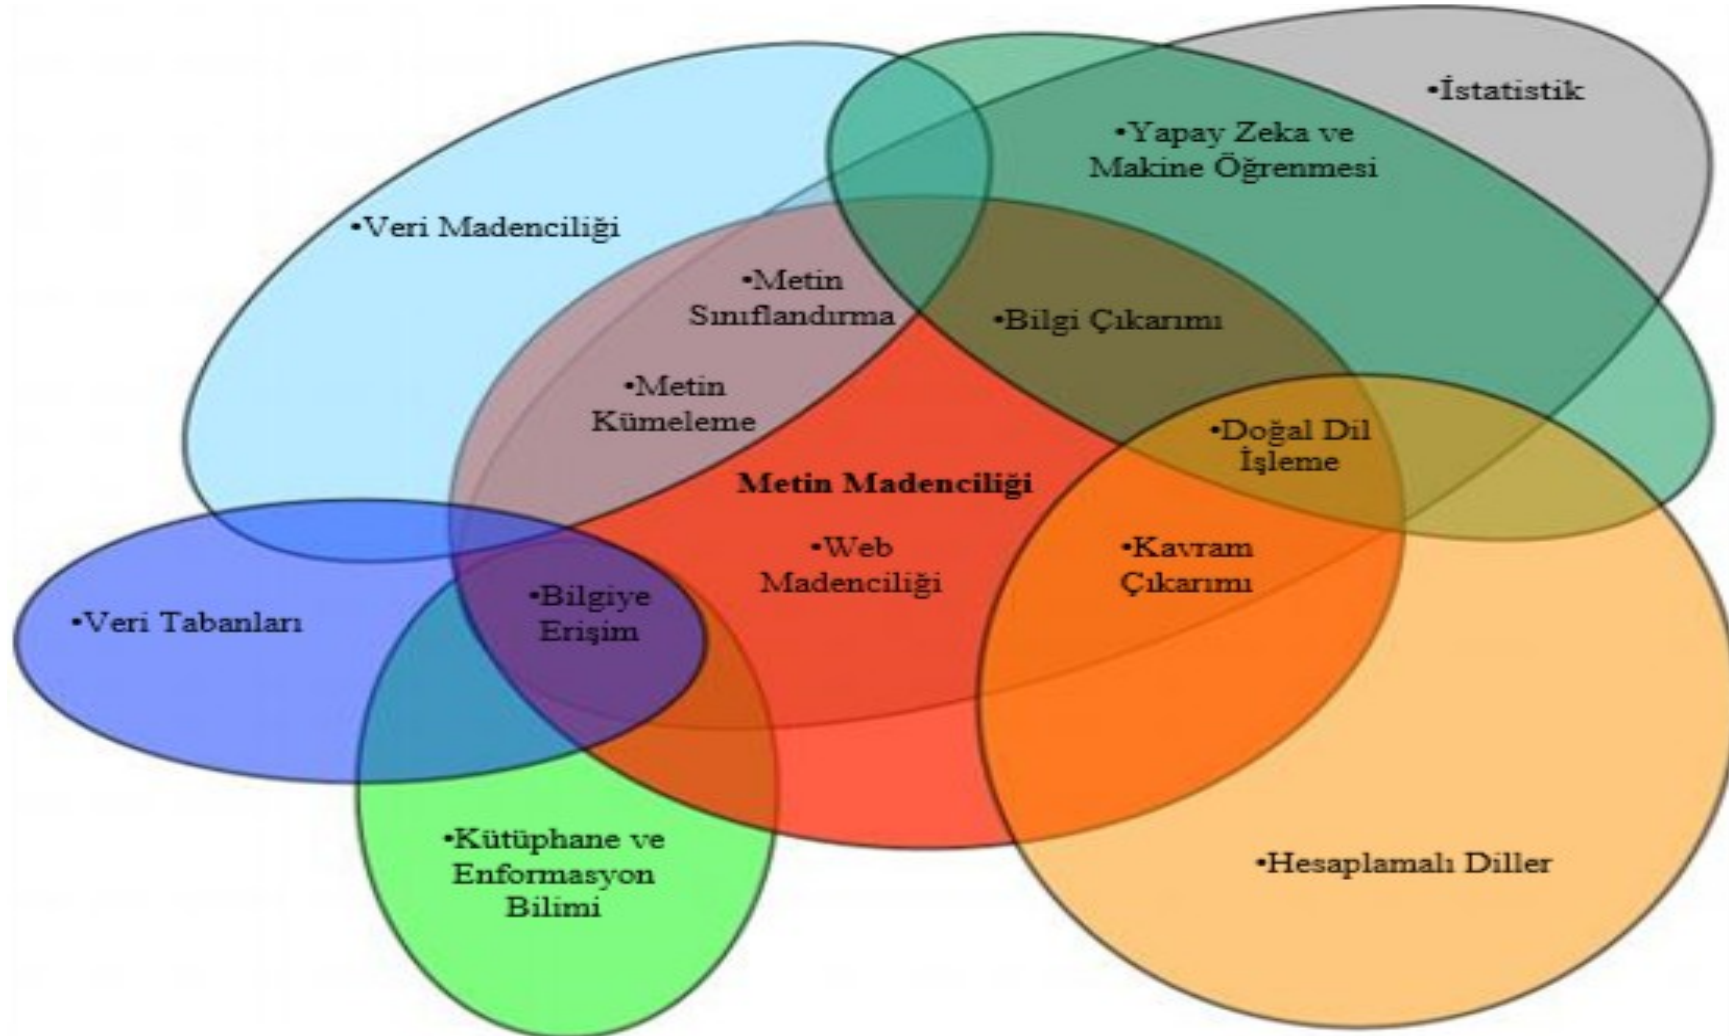 •İstatistik
•Yapay Zeka ve
Makine Öğrenmesi
•Veri Madenciliği
•Metin
Sınıflandırma
•Bilgi Çıkarımı
•Metin
Kümeleme
•Doğal Dil
İşleme
Metin Madenciliği
•Web
Madenciliği
•Kavram
Çıkarımı
•Bilgiye
Erişim
•Veri Tabanları
•Kütüphane ve
Enformasyon
Bilimi
•Hesaplamalı Diller